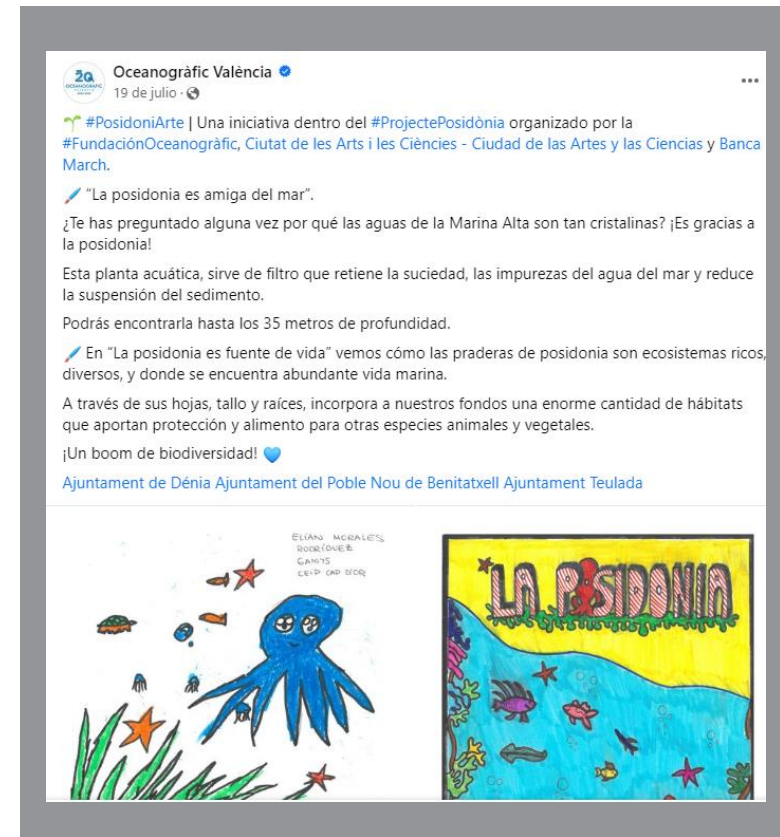 20
OCEANOGRÀFIC
Oceanogràfic València
19 de julio ·
#PosidoniArte | Una iniciativa dentro del #ProjectePosidònia organizado por la
#FundaciónOceanogràfic, Ciutat de les Arts i les Ciències - Ciudad de las Artes y las Ciencias y Banca
March.
“La posidonia es amiga del mar”.
¿Te has preguntado alguna vez por qué las aguas de la Marina Alta son tan cristalinas? ¡Es gracias a
la posidonia!
Esta planta acuática, sirve de filtro que retiene la suciedad, las impurezas del agua del mar y reduce
la suspensión del sedimento.
Podrás encontrarla hasta los 35 metros de profundidad.
En “La posidonia es fuente de vida” vemos cómo las praderas de posidonia son ecosistemas ricos,
diversos, y donde se encuentra abundante vida marina.
A través de sus hojas, tallo y raíces, incorpora a nuestros fondos una enorme cantidad de hábitats
que aportan protección y alimento para otras especies animales y vegetales.
¡Un boom de biodiversidad!
Ajuntament de Dénia Ajuntament del Poble Nou de Benitatxell Ajuntament Teulada
ELIAN MORALES
RODRÍGUEZ
CEIP CAP D'OR
LA POSIDONIA